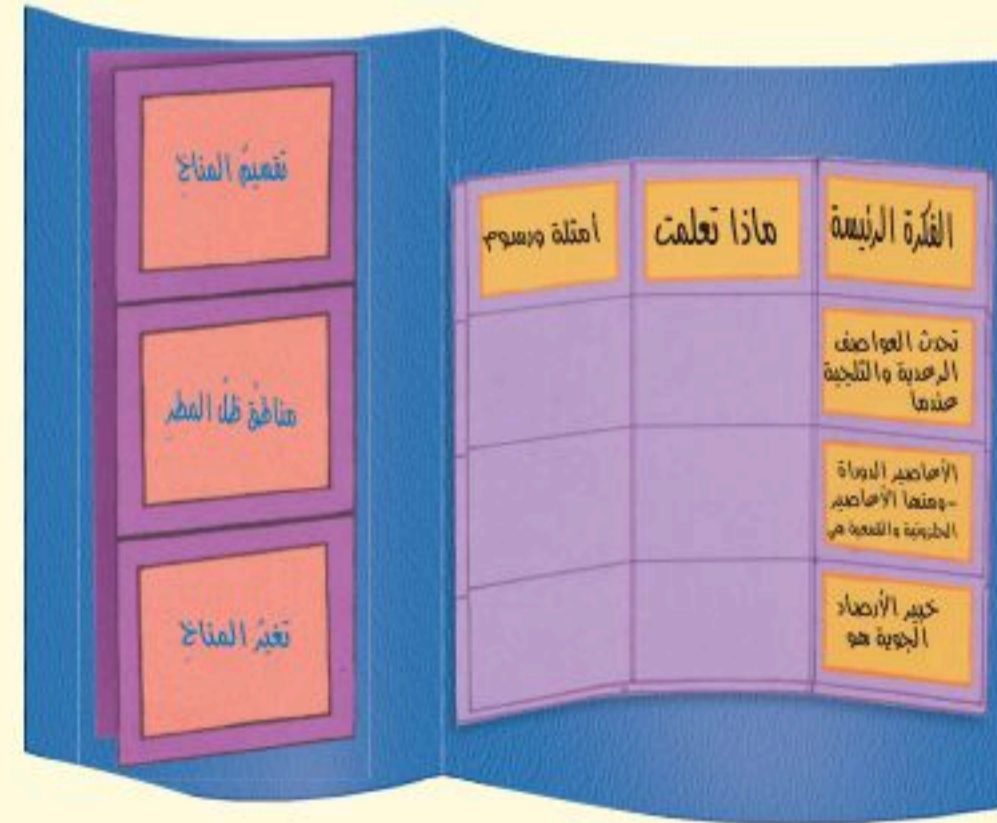 الفكرة الرئيسة
ماذا تعلمت
أمثلة ورسوم
تحدث العواصف
الرعدية والثلجية
عندما
الأعاصير الدوارة
-ومنها الأعاصير
الحلزونية والقمعية هي
خبير الأرصاد
الجوية هو
تقسيم المناخ
مناطق ظل المطر
تغير المناخ